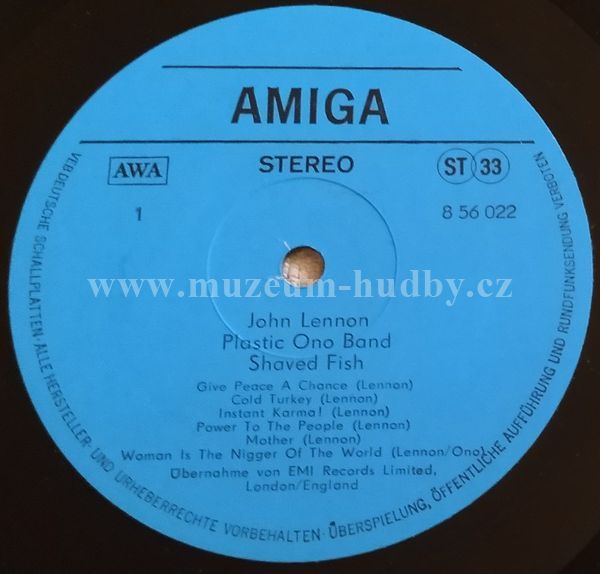 AMIGA
AWA
STEREO
ST 33
1
8 56 022
www.muzeum-hudby.cz
John Lennon
Plastic Ono Band
Shaved Fish
Give Peace A Chance (Lennon)
Cold Turkey (Lennon)
Instant Karma! (Lennon)
Power To The People (Lennon)
Mother (Lennon)
Woman Is The Nigger Of The World (Lennon/Ono)
Übernahme von EMI Records Limited,
London/England
VEB DEUTSCHE SCHALLPLATTEN · ALLE HERSTELLER- UND URHEBERRECHTE VORBEHALTEN · ÜBERSPIELUNG, ÖFFENTLICHE AUFFÜHRUNG UND RUNDFUNKSENDUNG VERBOTEN